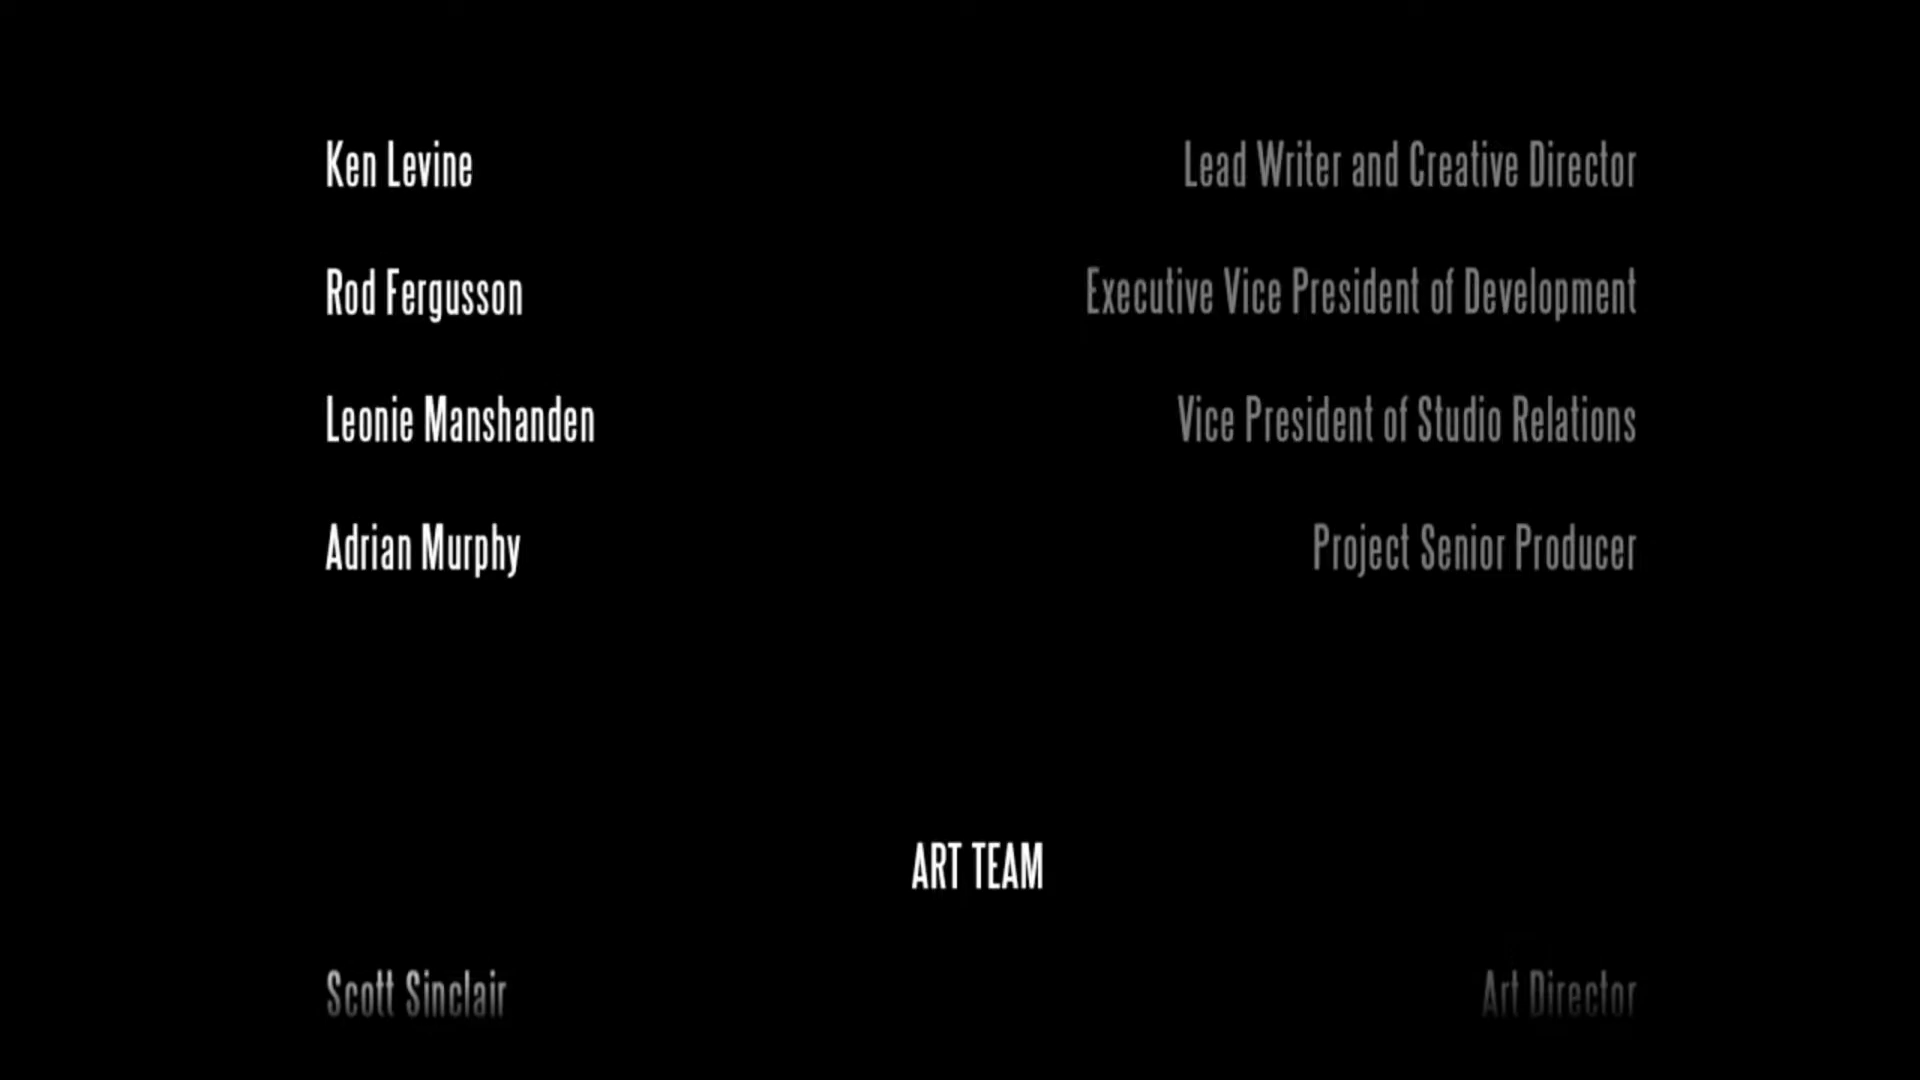 Ken Levine Lead Writer and Creative Director
Rod Fergusson Executive Vice President of Development
Leonie Manshanden Vice President of Studio Relations
Adrian Murphy Project Senior Producer
ART TEAM
Scott Sinclair Art Director